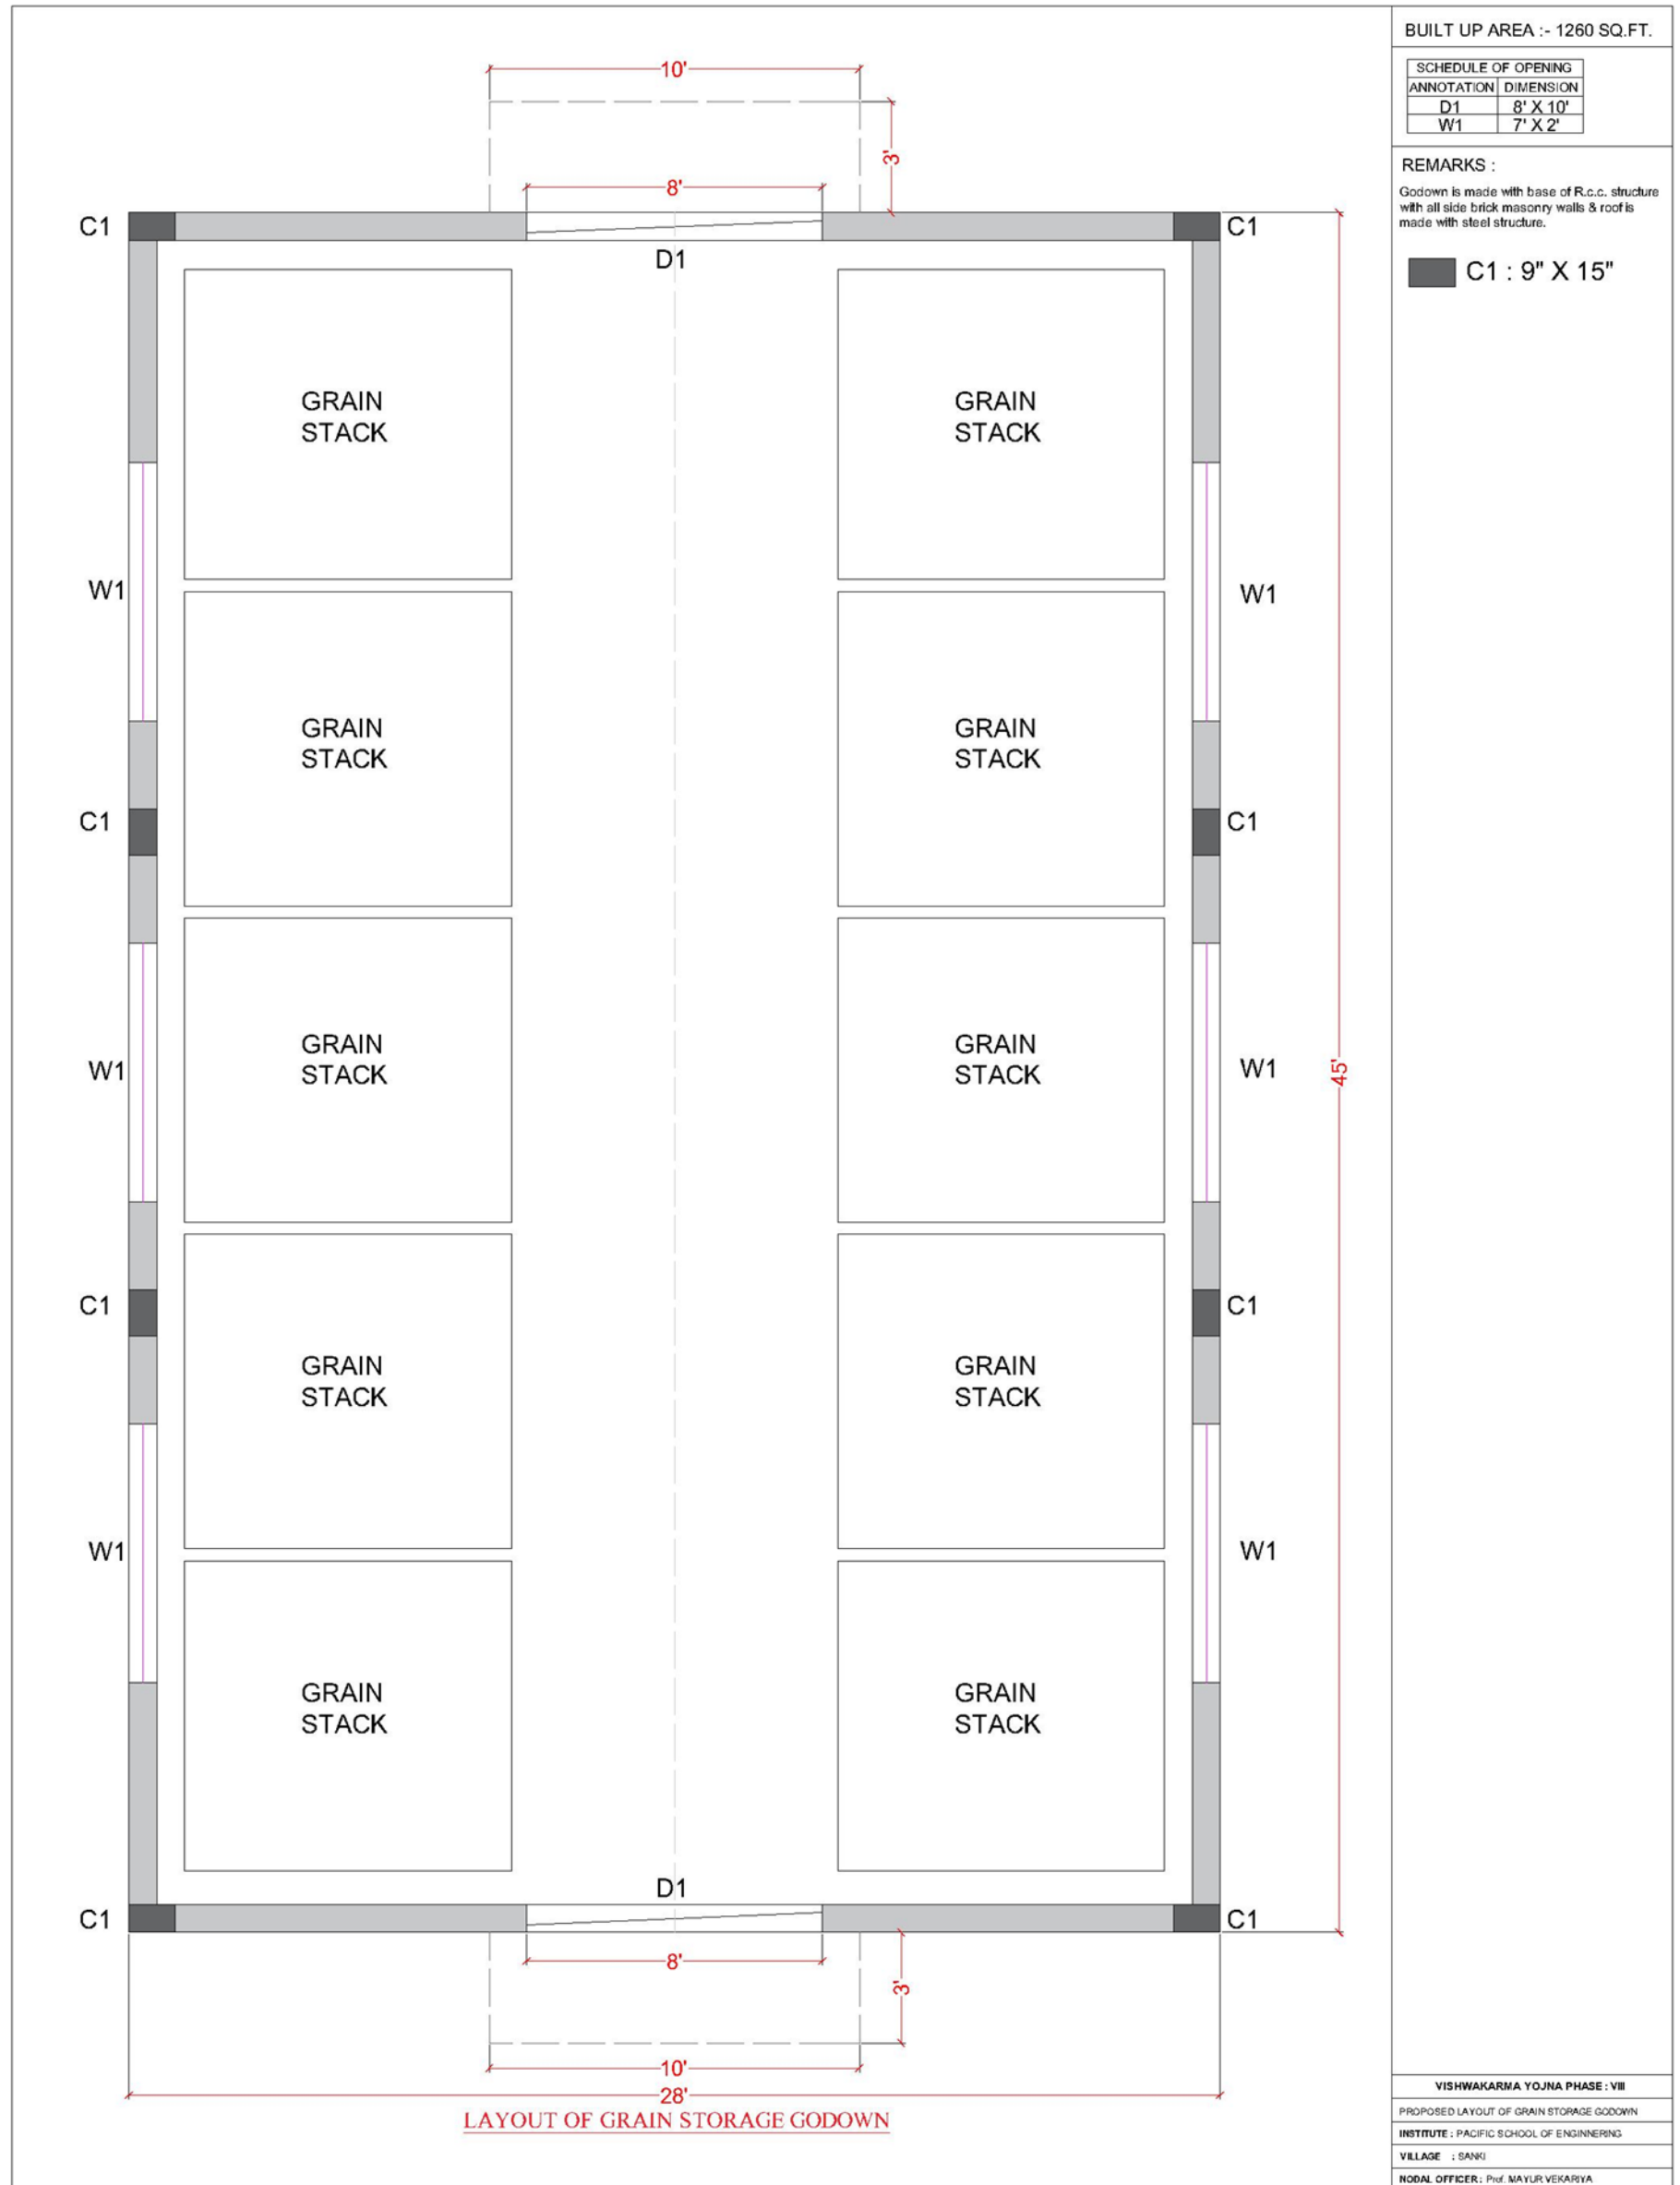 BUILT UP AREA :- 1260 SQ.FT.
SCHEDULE OF OPENING
ANNOTATION DIMENSION
D1 8' X 10'
W1 7' X 2'
REMARKS :
Godown is made with base of R.c.c. structure
with all side brick masonry walls & roof is
made with steel structure.
C1 : 9" X 15"
10'
3'
8'
C1 C1
D1
GRAIN
STACK
GRAIN
STACK
W1 W1
GRAIN
STACK
GRAIN
STACK
C1 C1
GRAIN
STACK
GRAIN
STACK
W1 W1
45'
C1 C1
GRAIN
STACK
GRAIN
STACK
W1 W1
GRAIN
STACK
GRAIN
STACK
D1
C1 C1
8'
3'
10'
28'
LAYOUT OF GRAIN STORAGE GODOWN
VISHWAKARMA YOJNA PHASE : VIII
PROPOSED LAYOUT OF GRAIN STORAGE GODOWN
INSTITUTE : PACIFIC SCHOOL OF ENGINNERING
VILLAGE : SANKI
NODAL OFFICER : Prof. MAYUR VEKARIYA